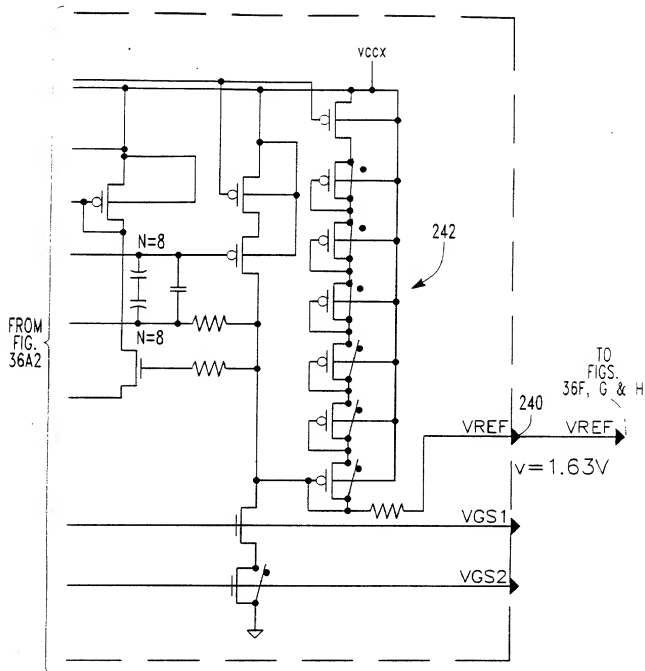 VCCX
N=8
242
FROM
FIG.
36A2
N=8
TO
FIGS.
36F, G & H
240
VREF
VREF
v=1.63V
VGS1
VGS2